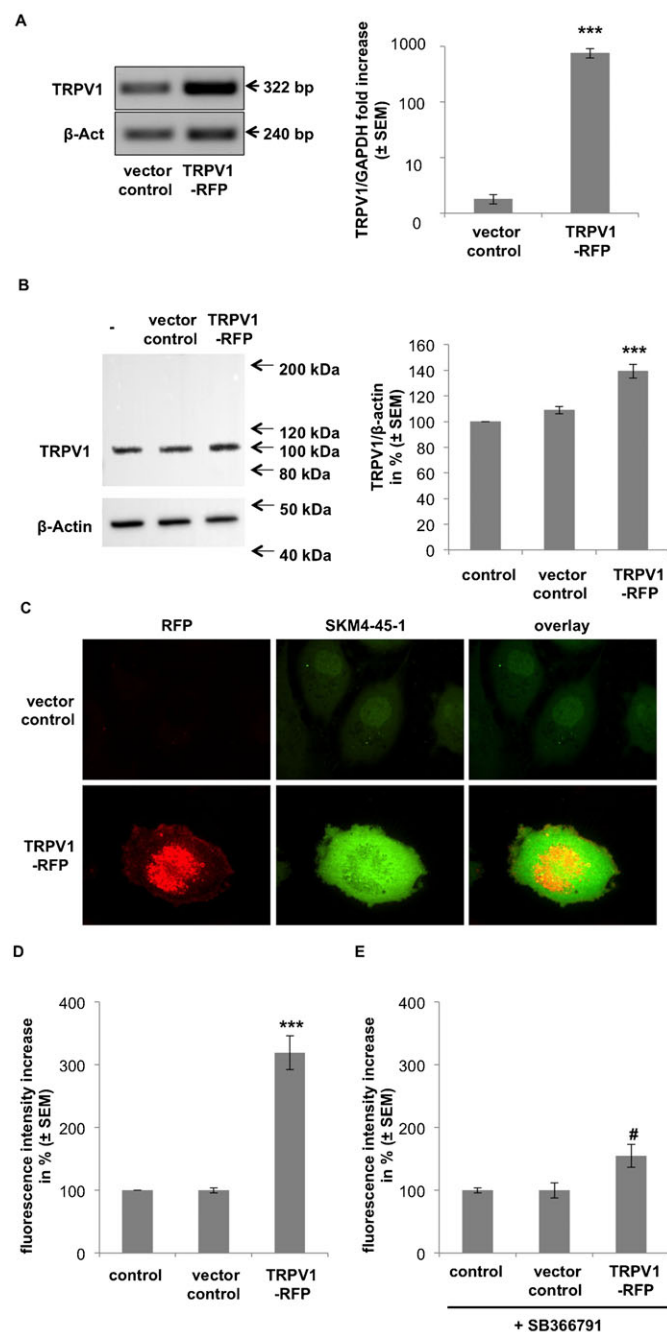 A
TRPV1
322 bp
β-Act
240 bp
vector
control
TRPV1
-RFP
TRPV1/GAPDH fold increase
(± SEM)
1000
100
10
0
***
vector
control
TRPV1
-RFP
B
-
vector
control
TRPV1
-RFP
200 kDa
120 kDa
TRPV1
100 kDa
80 kDa
50 kDa
β-Actin
40 kDa
TRPV1/β-actin
in % (± SEM)
160
140
120
100
80
60
40
20
0
***
control
vector
control
TRPV1
-RFP
C
RFP
SKM4-45-1
overlay
vector
control
TRPV1
-RFP
D
fluorescence intensity increase
in % (± SEM)
400
300
200
100
0
***
control
vector
control
TRPV1
-RFP
E
fluorescence intensity increase
in % (± SEM)
400
300
200
100
0
#
control
vector
control
TRPV1
-RFP
+ SB366791